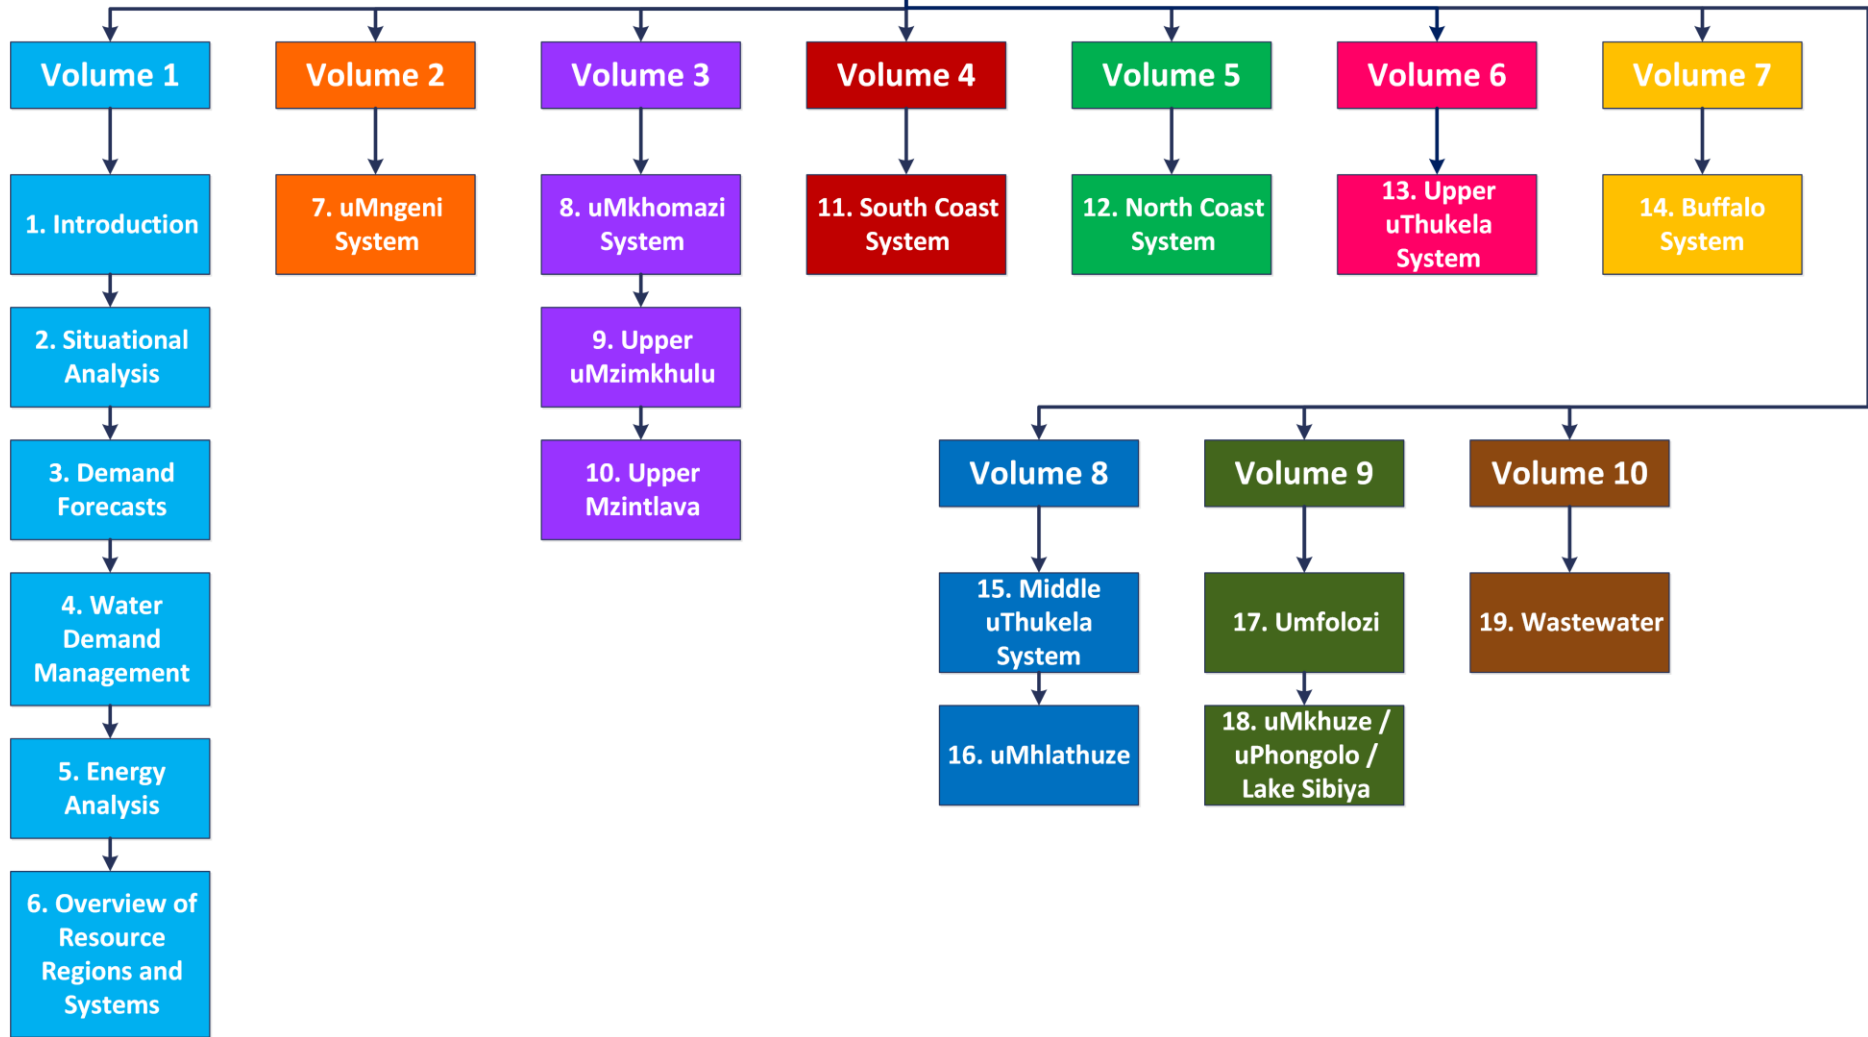 Volume 1
Volume 2
Volume 3
Volume 4
Volume 5
Volume 6
Volume 7
1. Introduction
7. uMngeni
System
8. uMkhomazi
System
11. South Coast
System
12. North Coast
System
13. Upper
uThukela
System
14. Buffalo
System
2. Situational
Analysis
9. Upper
uMzimkhulu
3. Demand
Forecasts
10. Upper
Mzintlava
Volume 8
Volume 9
Volume 10
4. Water
Demand
Management
15. Middle
uThukela
System
17. Umfolozi
19. Wastewater
5. Energy
Analysis
16. uMhlathuze
18. uMkhuze /
uPhongolo /
Lake Sibiya
6. Overview of
Resource
Regions and
Systems